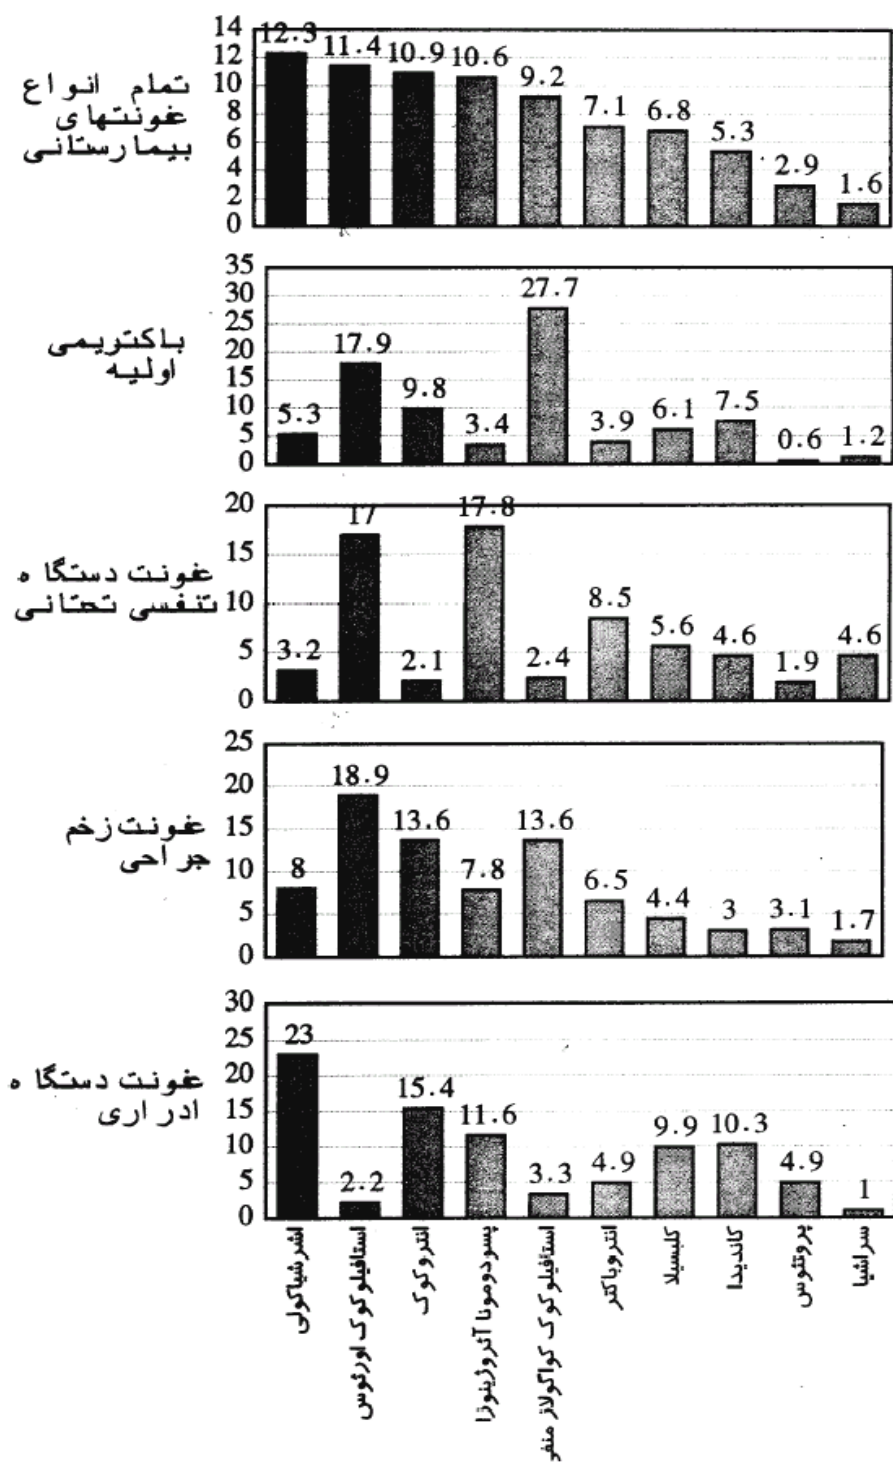 تمام انواع
عفونتهای
بیمارستانی
14
12
10
8
6
4
2
0
12.3 11.4 10.9 10.6 9.2 7.1 6.8 5.3 2.9 1.6
باکتریمی
اولیه
35
30
25
20
15
10
5
0
5.3 17.9 9.8 3.4 27.7 3.9 6.1 7.5 0.6 1.2
عفونت دستگاه
تنفسی تحتانی
20
15
10
5
0
3.2 17 2.1 17.8 2.4 8.5 5.6 4.6 1.9 4.6
عفونت زخم
جراحی
25
20
15
10
5
0
8 18.9 13.6 7.8 13.6 6.5 4.4 3 3.1 1.7
عفونت دستگاه
ادراری
30
25
20
15
10
5
0
23 2.2 15.4 11.6 3.3 4.9 9.9 10.3 4.9 1
اشرشیاکولی
استافیلوکوک اورئوس
انتروکوک
پسودومونا آئروژینوزا
استافیلوکوک کواگولاز منفی
انتروباکتر
کلبسیلا
کاندیدا
پروتئوس
سراشیا